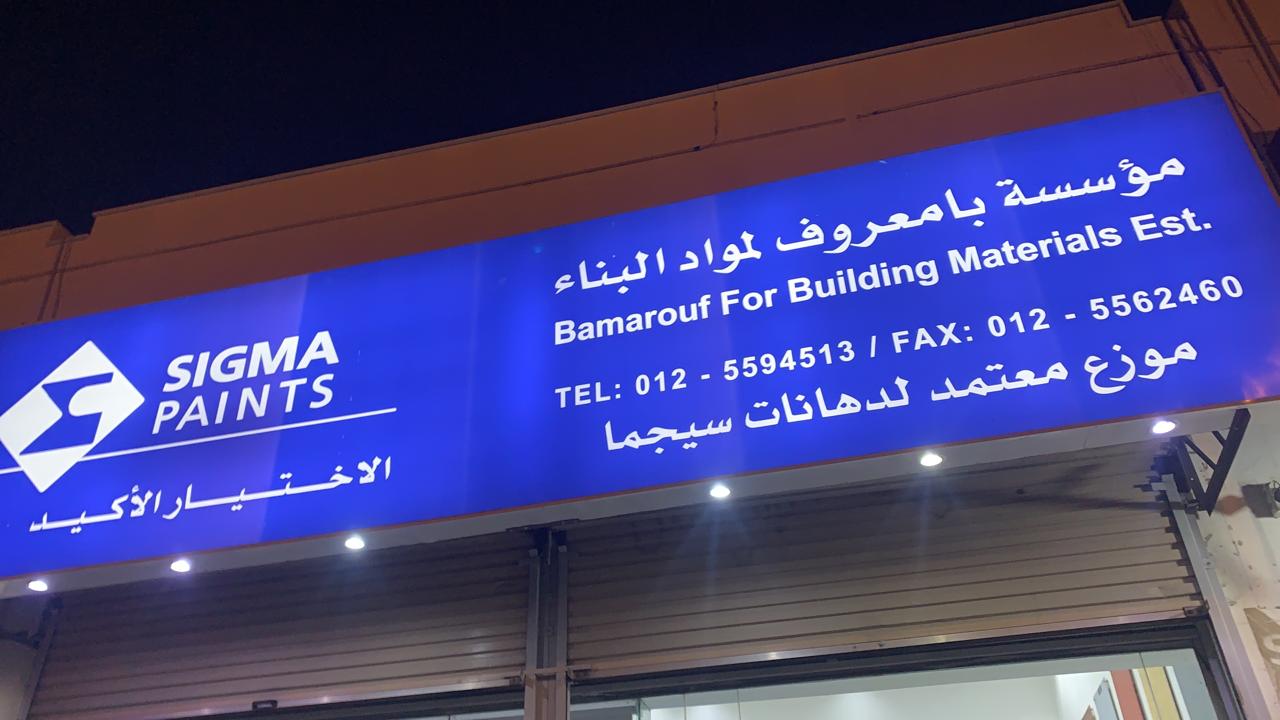 مؤسسة بامعروف لمواد البناء
Bamarouf For Building Materials Est.
TEL: 012 - 5594513 / FAX: 012 - 5562460
موزع معتمد لدهانات سيجما
SIGMA
PAINTS
الاختيار الأكيد